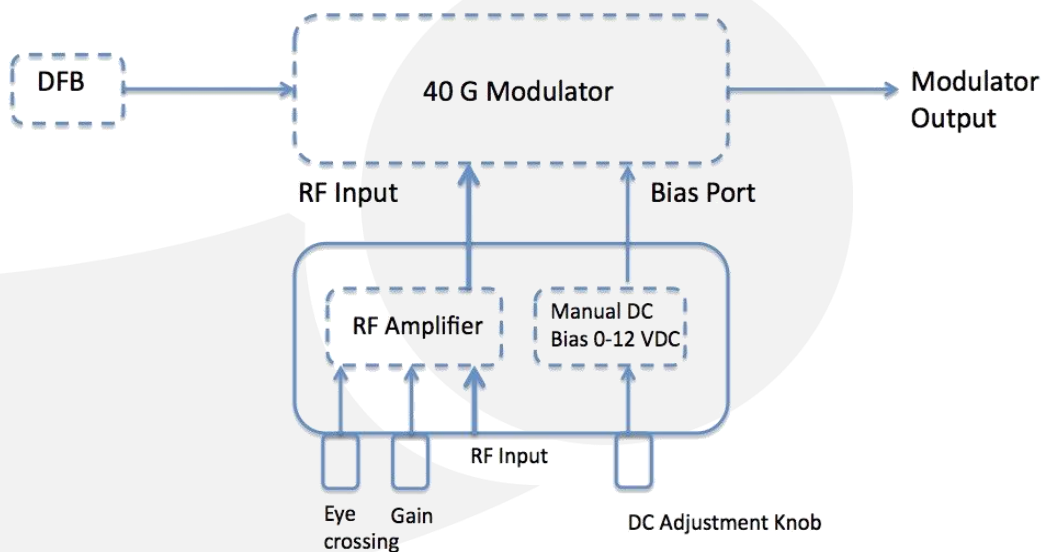 DFB
40 G Modulator
Modulator
Output
RF Input
Bias Port
RF Amplifier
Manual DC
Bias 0-12 VDC
RF Input
Eye
crossing
Gain
DC Adjustment Knob